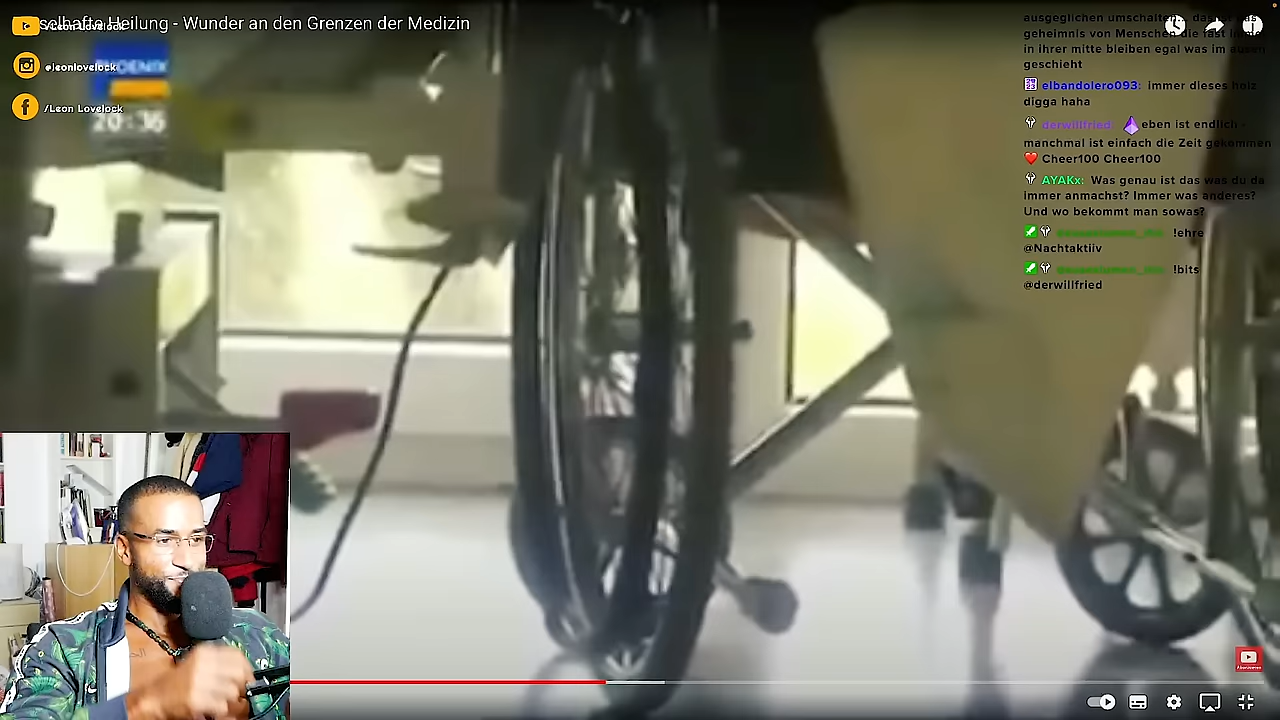 selhafte Heilung - Wunder an den Grenzen der Medizin
/Leon Lovelock
@leonlovelock
/Leon Lovelock
20:36
geheimnis von Menschen die fast
in ihrer mitte bleiben egal was im
geschieht
elbandolero093: immer dieses holz
digga haha
derwillfried: eben ist endlich -
manchmal ist einfach die Zeit gekommen
Cheer100 Cheer100
AYAKx: Was genau ist das was du da
immer anmachst? Immer was anderes?
Und wo bekommt man sowas?
!ehre
@Nachtaktiiv
!bits
@derwillfried